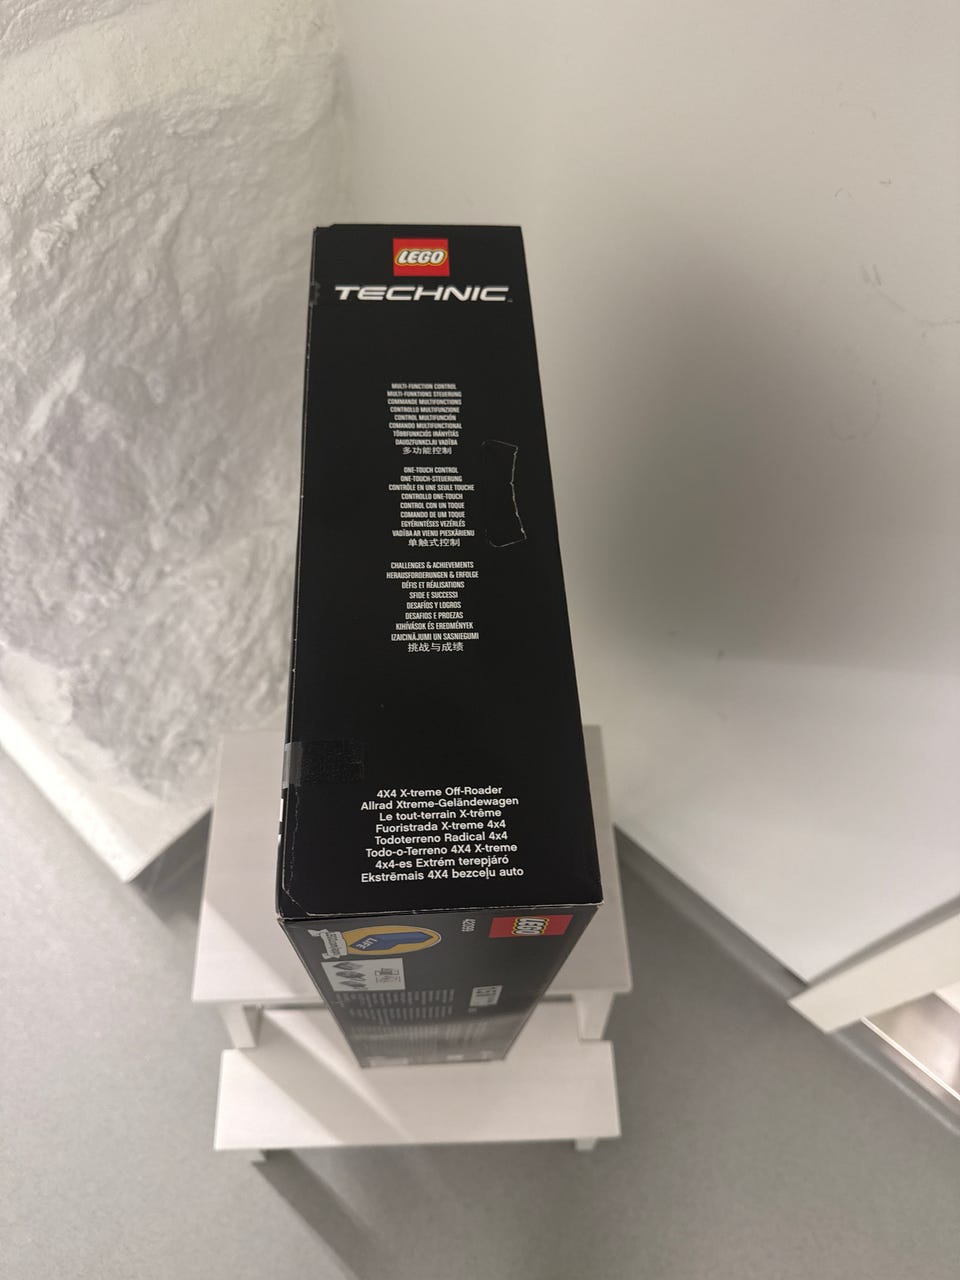 LEGO
TECHNIC
MULTI-FUNCTION CONTROL
MULTI-FUNKTIONS STEUERUNG
COMMANDE MULTIFONCTIONS
CONTROLLO MULTIFUNZIONE
CONTROL MULTIFUNCIÓN
COMANDO MULTIFUNCTIONAL
TÖBBFUNKCIÓS IRÁNYÍTÁS
DAUDZFUNKCIJU VADĪBA
多功能控制
ONE-TOUCH CONTROL
ONE-TOUCH-STEUERUNG
CONTRÔLE EN UNE SEULE TOUCHE
CONTROLLO ONE-TOUCH
CONTROL CON UN TOQUE
COMANDO DE UM TOQUE
EGYÉRINTÉSES VEZÉRLÉS
VADĪBA AR VIENU PIESKĀRIENU
单触式控制
CHALLENGES & ACHIEVEMENTS
HERAUSFORDERUNGEN & ERFOLGE
DÉFIS ET RÉALISATIONS
SFIDE E SUCCESSI
DESAFÍOS Y LOGROS
DESAFIOS E PROEZAS
KIHÍVÁSOK ÉS EREDMÉNYEK
IZAICINĀJUMI UN SASNIEGUMI
挑战与成绩
4X4 X-treme Off-Roader
Allrad Xtreme-Geländewagen
Le tout-terrain X-trême
Fuoristrada X-treme 4x4
Todoterreno Radical 4x4
Todo-o-Terreno 4X4 X-treme
4x4-es Extrém terepjáró
Ekstrēmais 4X4 bezceļu auto
42099
LEGO
LIFE